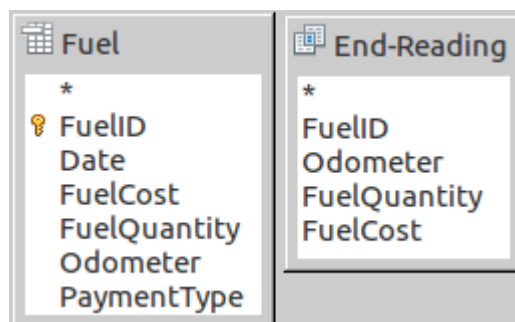 Fuel
*
FuelID
Date
FuelCost
FuelQuantity
Odometer
PaymentType
End-Reading
*
FuelID
Odometer
FuelQuantity
FuelCost